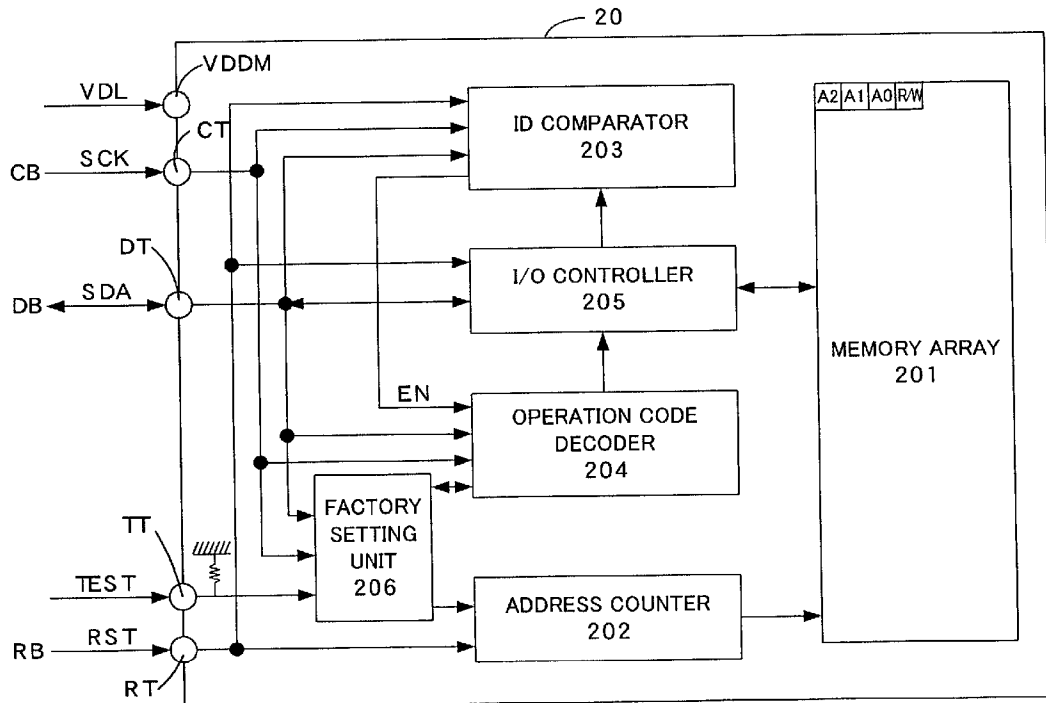 20
VDDM
VDL
CT
CB
SCK
DT
DB
SDA
A2 A1 A0 R/W
ID COMPARATOR
203
I/O CONTROLLER
205
MEMORY ARRAY
201
EN
OPERATION CODE
DECODER
204
FACTORY
SETTING
UNIT
206
TT
TEST
ADDRESS COUNTER
202
RB
RST
RT